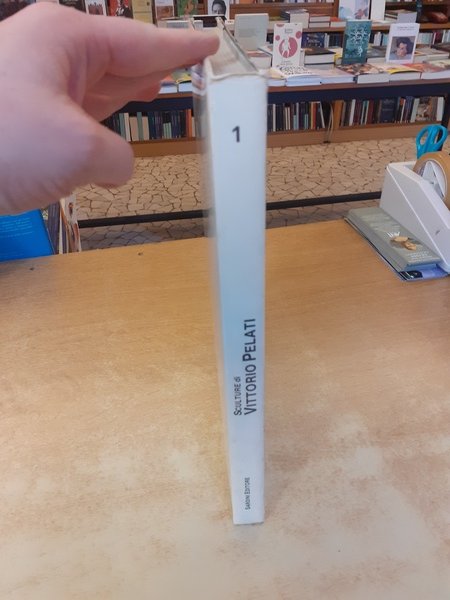 1
SCULTURE di
VITTORIO PELATI
SARDINI EDITORE